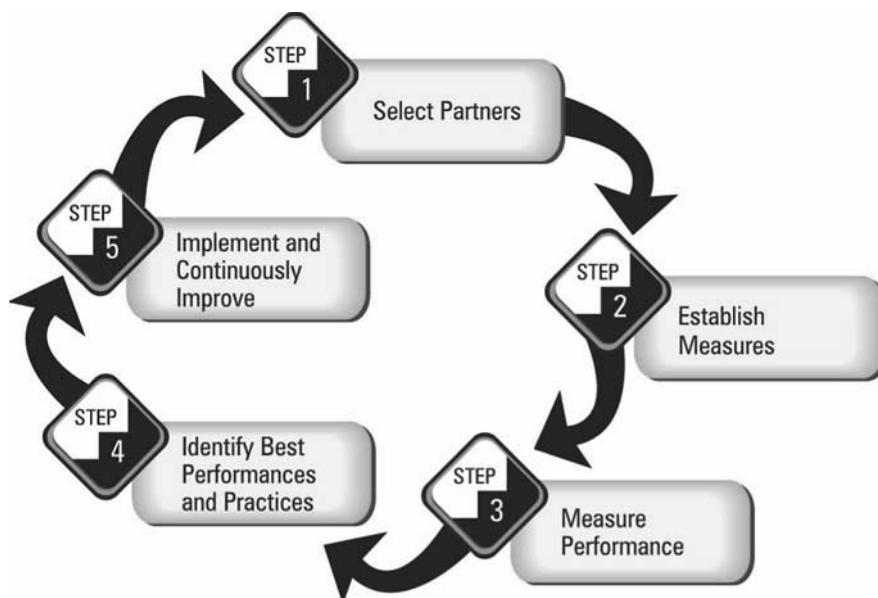 STEP
1
Select Partners
STEP
2
Establish
Measures
STEP
3
Measure
Performance
STEP
4
Identify Best
Performances
and Practices
STEP
5
Implement and
Continuously
Improve